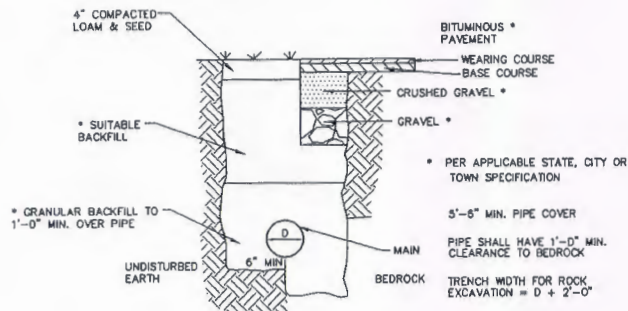 4" COMPACTED
LOAM & SEED
BITUMINOUS *
PAVEMENT
WEARING COURSE
BASE COURSE
CRUSHED GRAVEL *
* SUITABLE
BACKFILL
GRAVEL *
* PER APPLICABLE STATE, CITY OR
TOWN SPECIFICATION
* GRANULAR BACKFILL TO
1'-0" MIN. OVER PIPE
5'-6" MIN. PIPE COVER
D
MAIN
PIPE SHALL HAVE 1'-0" MIN.
CLEARANCE TO BEDROCK
6" MIN
UNDISTURBED
EARTH
BEDROCK
TRENCH WIDTH FOR ROCK
EXCAVATION = D + 2'-0"